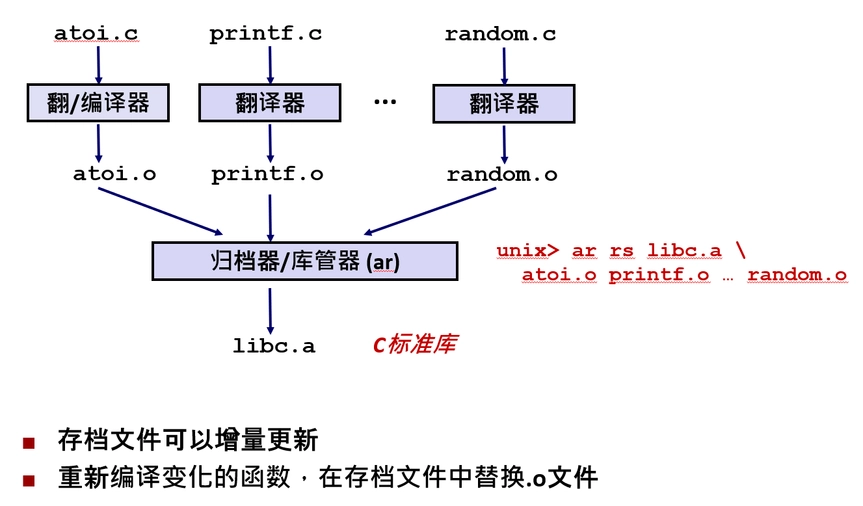 atoi.c printf.c random.c
翻/编译器 翻译器 … 翻译器
atoi.o printf.o random.o
归档器/库管器 (ar)
unix> ar rs libc.a \
atoi.o printf.o … random.o
libc.a C标准库
存档文件可以增量更新
重新编译变化的函数，在存档文件中替换.o文件